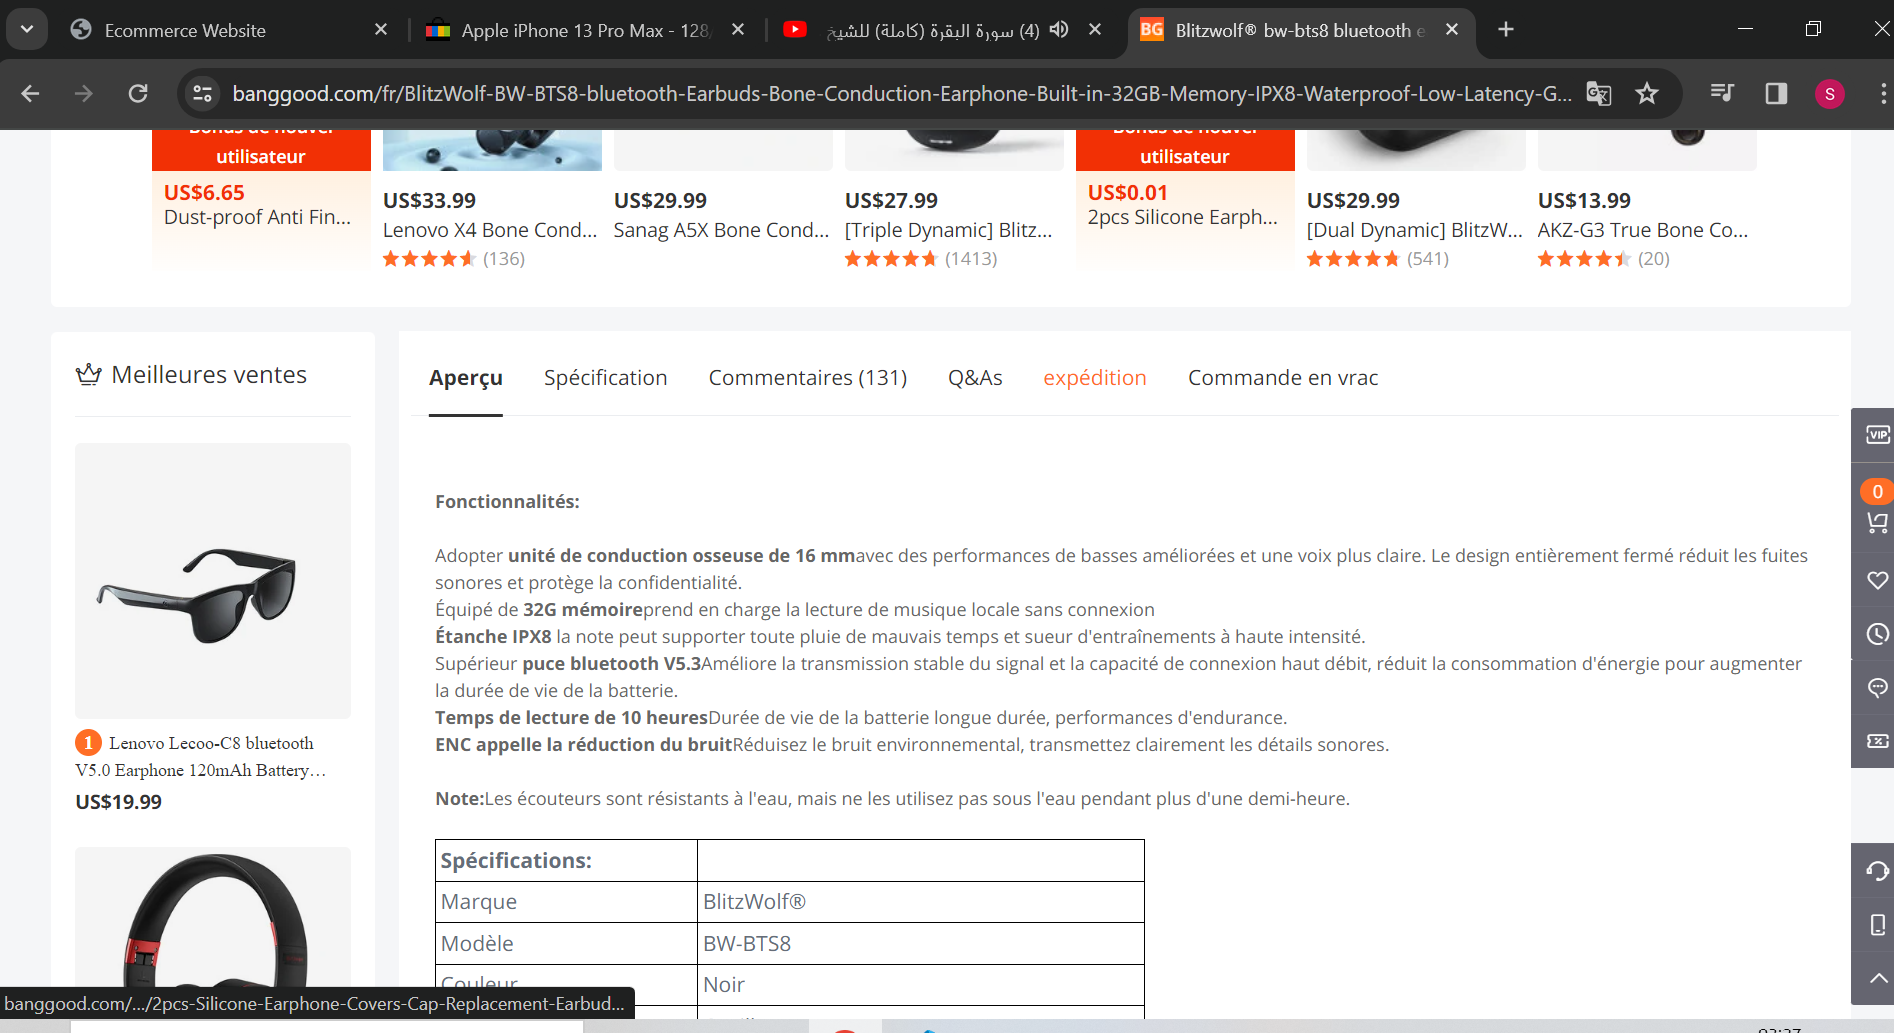 Ecommerce Website
Apple iPhone 13 Pro Max - 128
(4) سورة البقرة (كاملة) للشيخ
BG Blitzwolf® bw-bts8 bluetooth e
banggood.com/fr/BlitzWolf-BW-BTS8-bluetooth-Earbuds-Bone-Conduction-Earphone-Built-in-32GB-Memory-IPX8-Waterproof-Low-Latency-G...
S
Bonus de nouvel
utilisateur
US$6.65
Dust-proof Anti Fin...
US$33.99
Lenovo X4 Bone Cond...
(136)
US$29.99
Sanag A5X Bone Cond...
US$27.99
[Triple Dynamic] Blitz...
(1413)
Bonus de nouvel
utilisateur
US$0.01
2pcs Silicone Earph...
US$29.99
[Dual Dynamic] BlitzW...
(541)
US$13.99
AKZ-G3 True Bone Co...
(20)
Meilleures ventes
1 Lenovo Lecoo-C8 bluetooth
V5.0 Earphone 120mAh Battery…
US$19.99
Aperçu Spécification Commentaires (131) Q&As expédition Commande en vrac
Fonctionnalités:
Adopter unité de conduction osseuse de 16 mmavec des performances de basses améliorées et une voix plus claire. Le design entièrement fermé réduit les fuites
sonores et protège la confidentialité.
Équipé de 32G mémoireprend en charge la lecture de musique locale sans connexion
Étanche IPX8 la note peut supporter toute pluie de mauvais temps et sueur d'entraînements à haute intensité.
Supérieur puce bluetooth V5.3Améliore la transmission stable du signal et la capacité de connexion haut débit, réduit la consommation d'énergie pour augmenter
la durée de vie de la batterie.
Temps de lecture de 10 heuresDurée de vie de la batterie longue durée, performances d'endurance.
ENC appelle la réduction du bruitRéduisez le bruit environnemental, transmettez clairement les détails sonores.
Note:Les écouteurs sont résistants à l'eau, mais ne les utilisez pas sous l'eau pendant plus d'une demi-heure.
Spécifications:
Marque BlitzWolf®
Modèle BW-BTS8
Couleur Noir
VIP
0
banggood.com/.../2pcs-Silicone-Earphone-Covers-Cap-Replacement-Earbud...